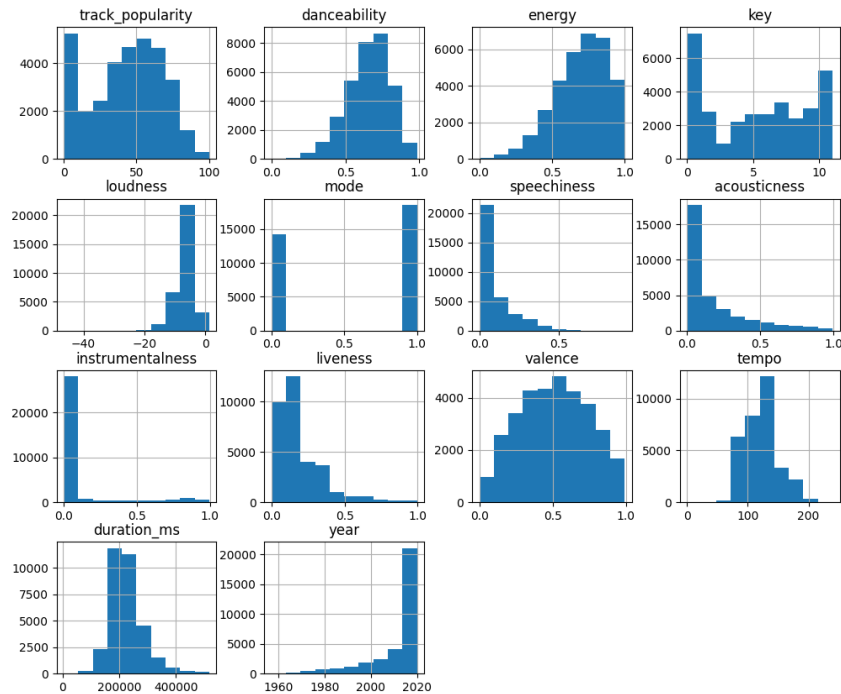 track_popularity danceability energy key
4000 2000 0 0 50 100
8000 6000 4000 2000 0 0.0 0.5 1.0
6000 4000 2000 0 0.0 0.5 1.0
6000 4000 2000 0 0 5 10
loudness mode speechiness acousticness
20000 15000 10000 5000 0 −40 −20 0
15000 10000 5000 0 0.0 0.5 1.0
20000 15000 10000 5000 0 0.0 0.5
15000 10000 5000 0 0.0 0.5 1.0
instrumentalness liveness valence tempo
20000 10000 0 0.0 0.5 1.0
10000 5000 0 0.0 0.5 1.0
4000 2000 0 0.0 0.5 1.0
10000 5000 0 0 100 200
duration_ms year
10000 7500 5000 2500 0 0 200000 400000
20000 15000 10000 5000 0 1960 1980 2000 2020